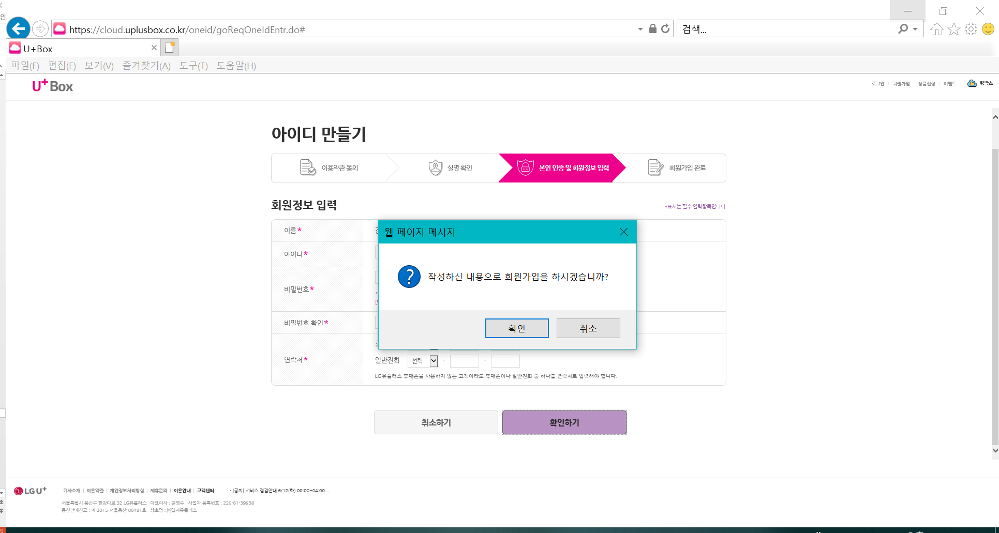 인
https://cloud.uplusbox.co.kr/oneid/goReqOneIdEntr.do#
검색...
U+Box
파일(F) 편집(E) 보기(V) 즐겨찾기(A) 도구(T) 도움말(H)
U+ Box
로그인 회원가입 상품신청 이벤트 팀박스
아이디 만들기
이용약관 동의 실명 확인 본인 인증 및 회원정보 입력 회원가입 완료
회원정보 입력
*표시는 필수 입력항목입니다.
이름*
아이디*
비밀번호*
비밀번호 확인*
연락처*
웹 페이지 메시지
작성하신 내용으로 회원가입을 하시겠습니까?
확인 취소
일반전화 선택 - -
LG유플러스 휴대폰을 사용하지 않는 고객이라도 휴대폰이나 일반전화 중 하나를 연락처로 입력해야 합니다.
취소하기 확인하기
LG U+
회사소개 이용약관 개인정보처리방침 제휴문의 이용안내 고객센터 • [공지] 서비스 점검안내 6/12(화) 00:00~04:00...
서울특별시 용산구 한강대로 32 LG유플러스 대표이사 : 권영수 사업자 등록번호 : 220-81-39938
통신판매신고 : 제 2015-서울용산-00481호 상호명 : ㈜엘지유플러스